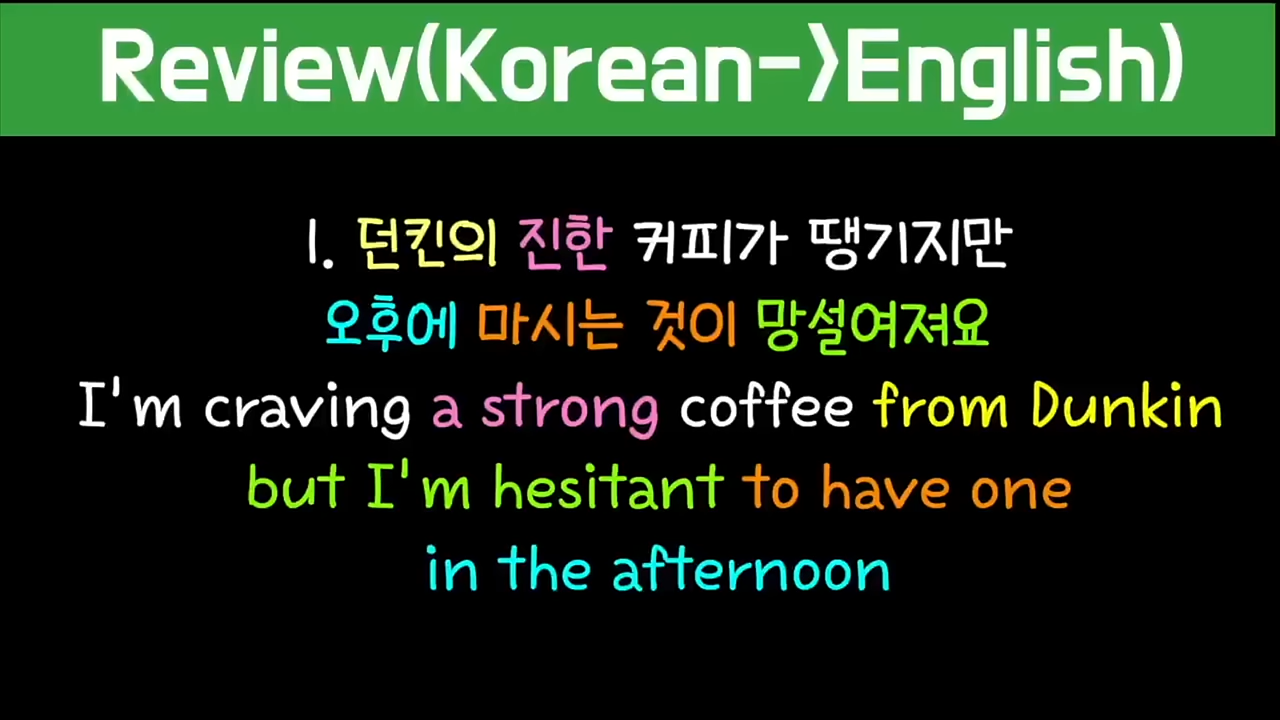 Review(Korean->English)
1. 던킨의 진한 커피가 땡기지만
오후에 마시는 것이 망설여져요
I'm craving a strong coffee from Dunkin
but I'm hesitant to have one
in the afternoon